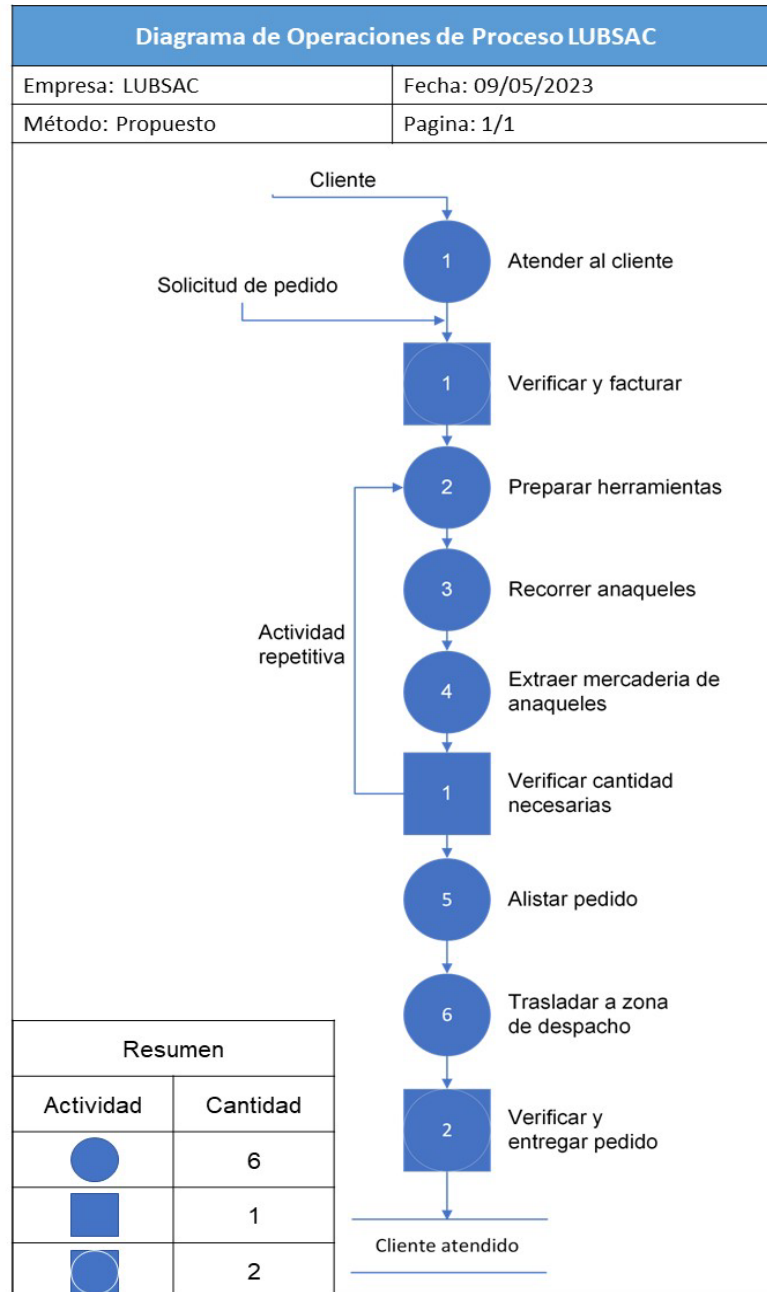 Diagrama de Operaciones de Proceso LUBSAC
Empresa: LUBSAC
Fecha: 09/05/2023
Método: Propuesto
Pagina: 1/1
Cliente
1
Atender al cliente
Solicitud de pedido
1
Verificar y facturar
2
Preparar herramientas
3
Recorrer anaqueles
Actividad
repetitiva
4
Extraer mercaderia de
anaqueles
1
Verificar cantidad
necesarias
5
Alistar pedido
6
Trasladar a zona
de despacho
2
Verificar y
entregar pedido
Cliente atendido
Resumen
Actividad
Cantidad
6
1
2